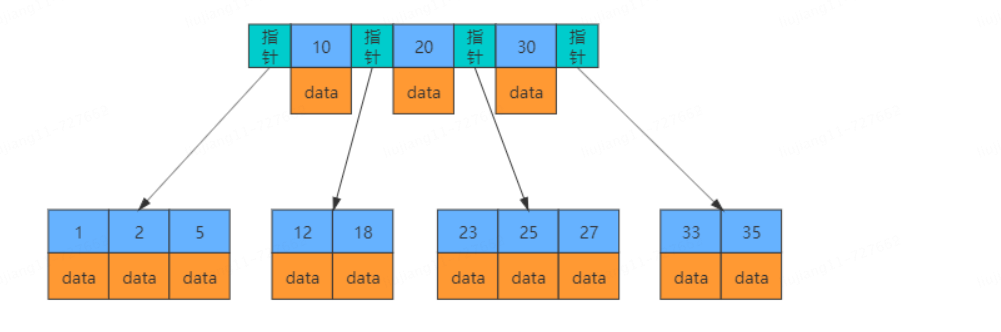 指针 10 指针 20 指针 30 指针
data data data
1 2 5 12 18 23 25 27 33 35
data data data data data data data data data data